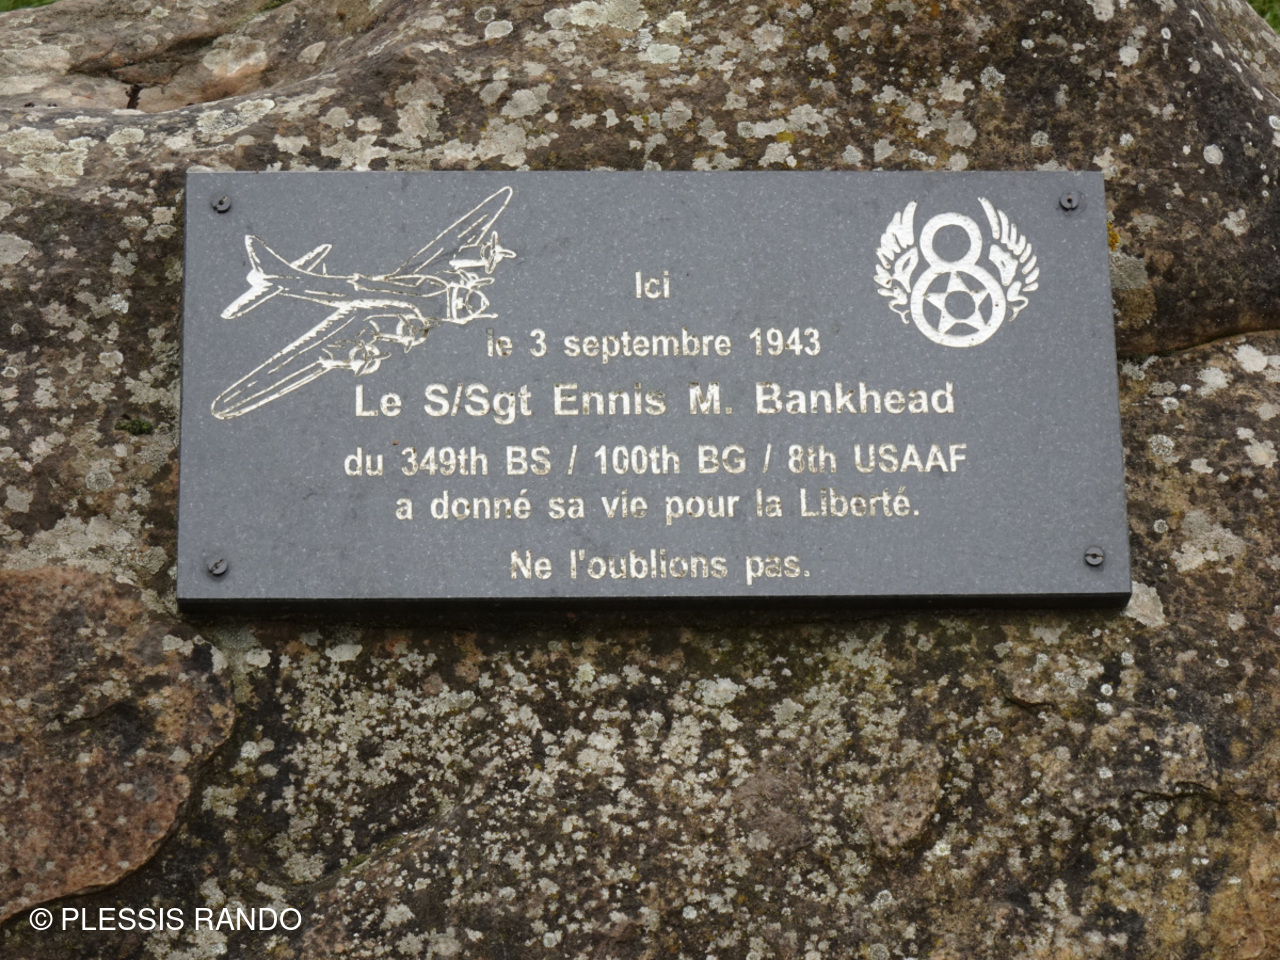 Ici
le 3 septembre 1943
Le S/Sgt Ennis M. Bankhead
du 349th BS / 100th BG / 8th USAAF
a donné sa vie pour la Liberté.
Ne l'oublions pas.
© PLESSIS RANDO